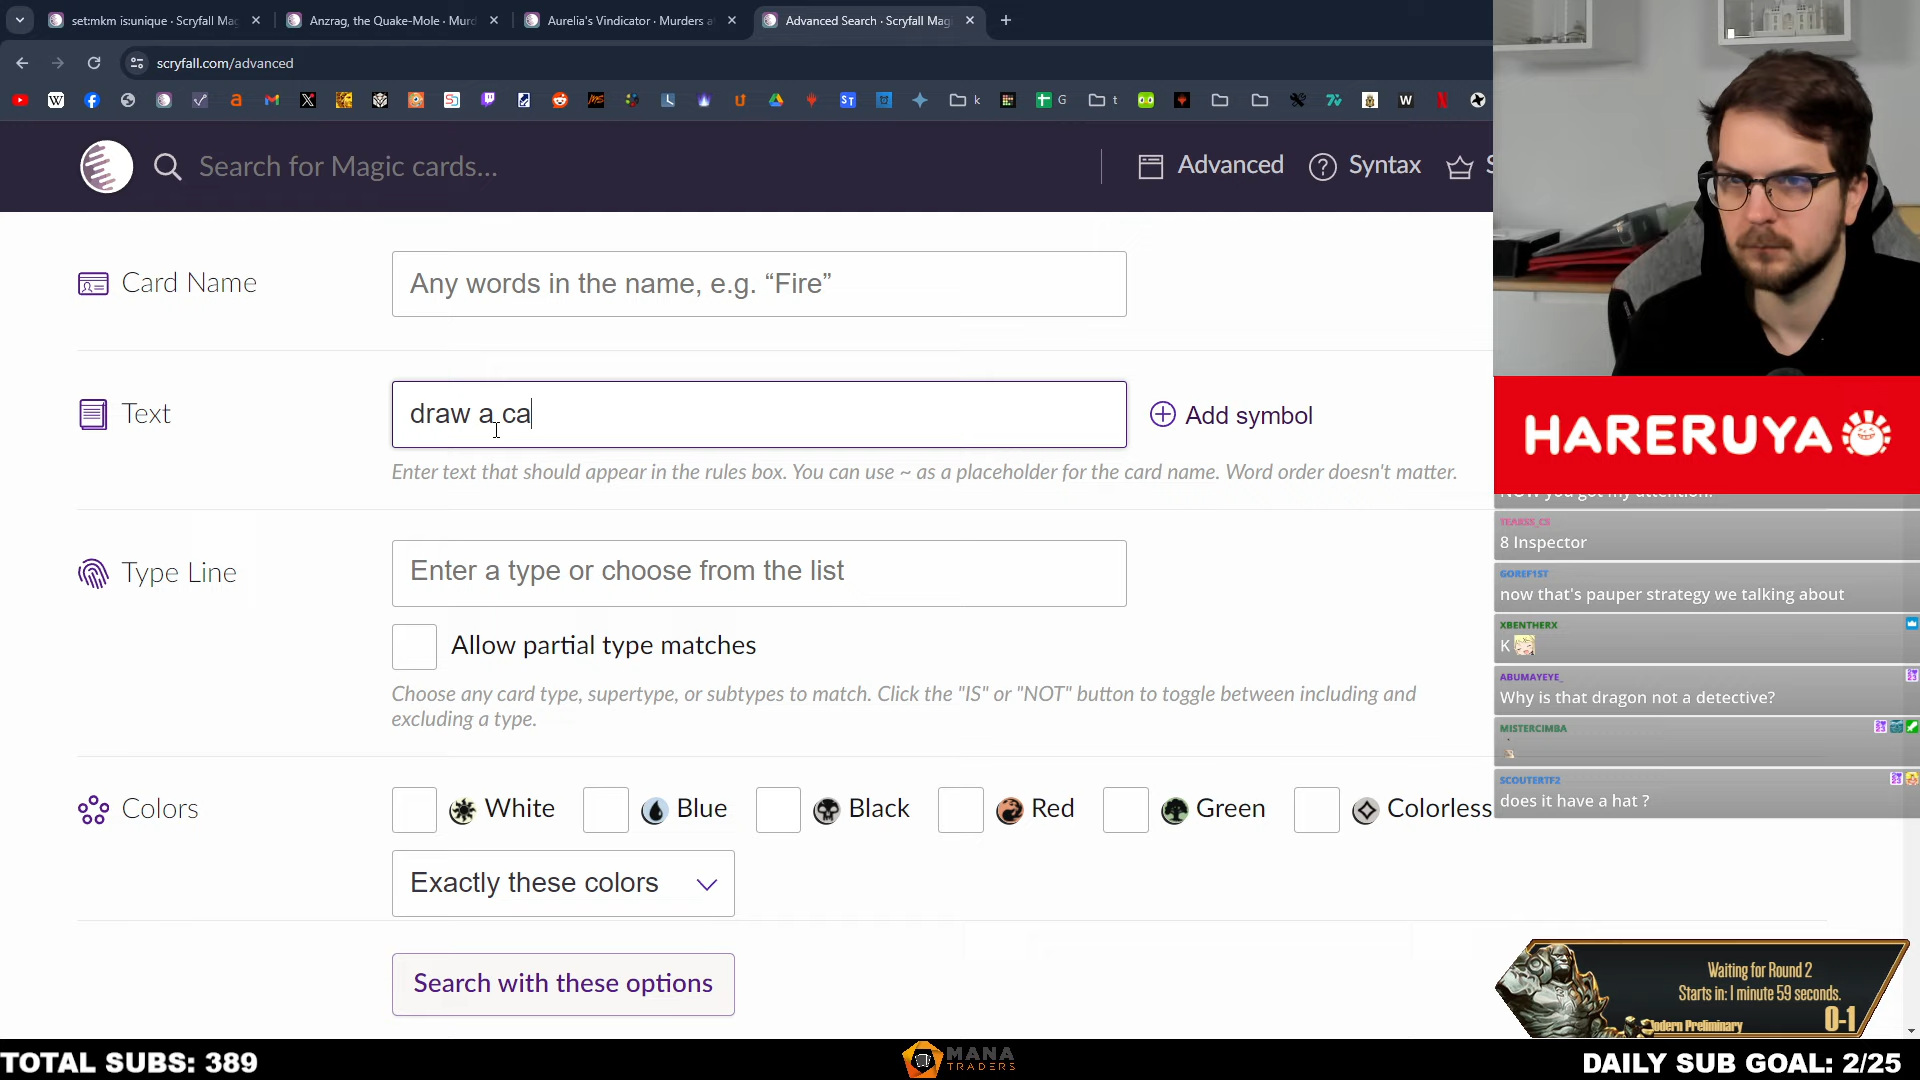 set:mkm is:unique · Scryfall Mag
Anzrag, the Quake-Mole · Murd
Aurelia's Vindicator · Murders a
Advanced Search · Scryfall Mag
scryfall.com/advanced
k
G
t
Search for Magic cards...
Advanced
Syntax
S
Card Name
Any words in the name, e.g. “Fire”
Text
draw a ca
Add symbol
Enter text that should appear in the rules box. You can use ~ as a placeholder for the card name. Word order doesn't matter.
Type Line
Enter a type or choose from the list
Allow partial type matches
Choose any card type, supertype, or subtypes to match. Click the "IS" or "NOT" button to toggle between including and
excluding a type.
Colors
White
Blue
Black
Red
Green
Colorless
Exactly these colors
Search with these options
HARERUYA
NOW you got my attention.
TEARSS_CS
8 Inspector
GOREF1ST
now that's pauper strategy we talking about
XBENTHERX
K
ABUMAYEYE_
Why is that dragon not a detective?
MISTERCIMBA
SCOUTERTF2
does it have a hat ?
Waiting for Round 2
Starts in: 1 minute 59 seconds.
Modern Preliminary
0-1
TOTAL SUBS: 389
MANA
TRADERS
DAILY SUB GOAL: 2/25